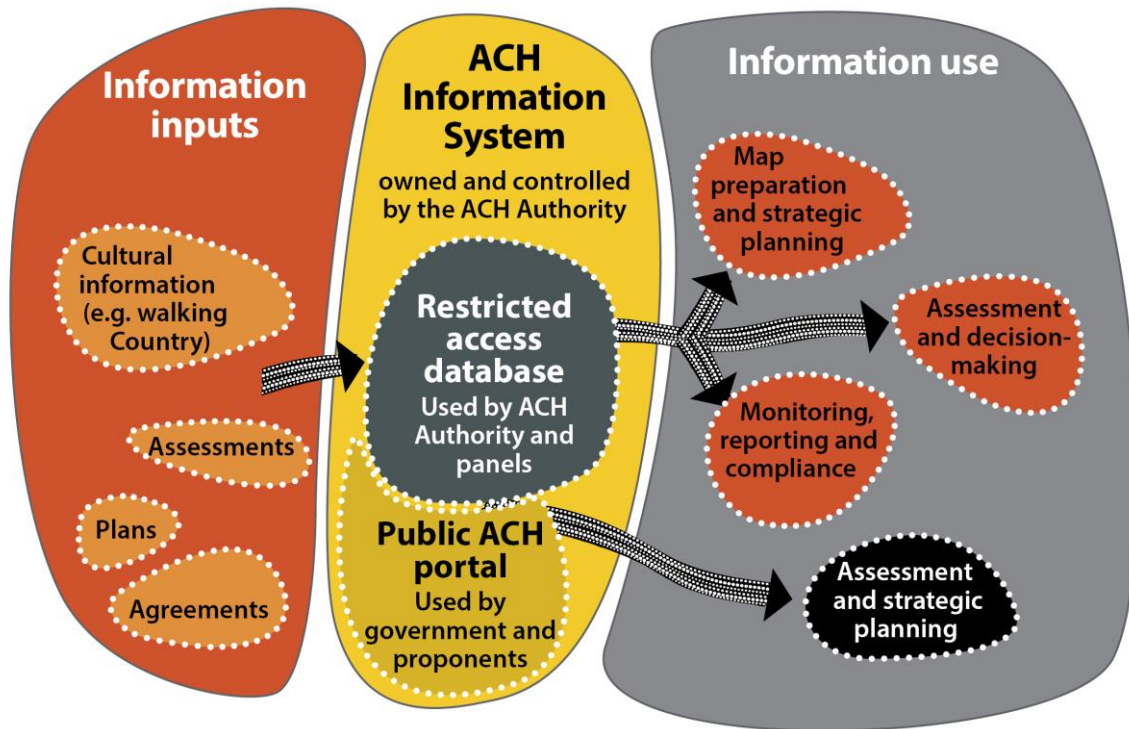 Information
inputs
Cultural
information
(e.g. walking
Country)
Assessments
Plans
Agreements
ACH
Information
System
owned and controlled
by the ACH Authority
Restricted
access
database
Used by ACH
Authority and
panels
Public ACH
portal
Used by
government and
proponents
Information use
Map
preparation
and strategic
planning
Assessment
and decision-
making
Monitoring,
reporting and
compliance
Assessment
and strategic
planning